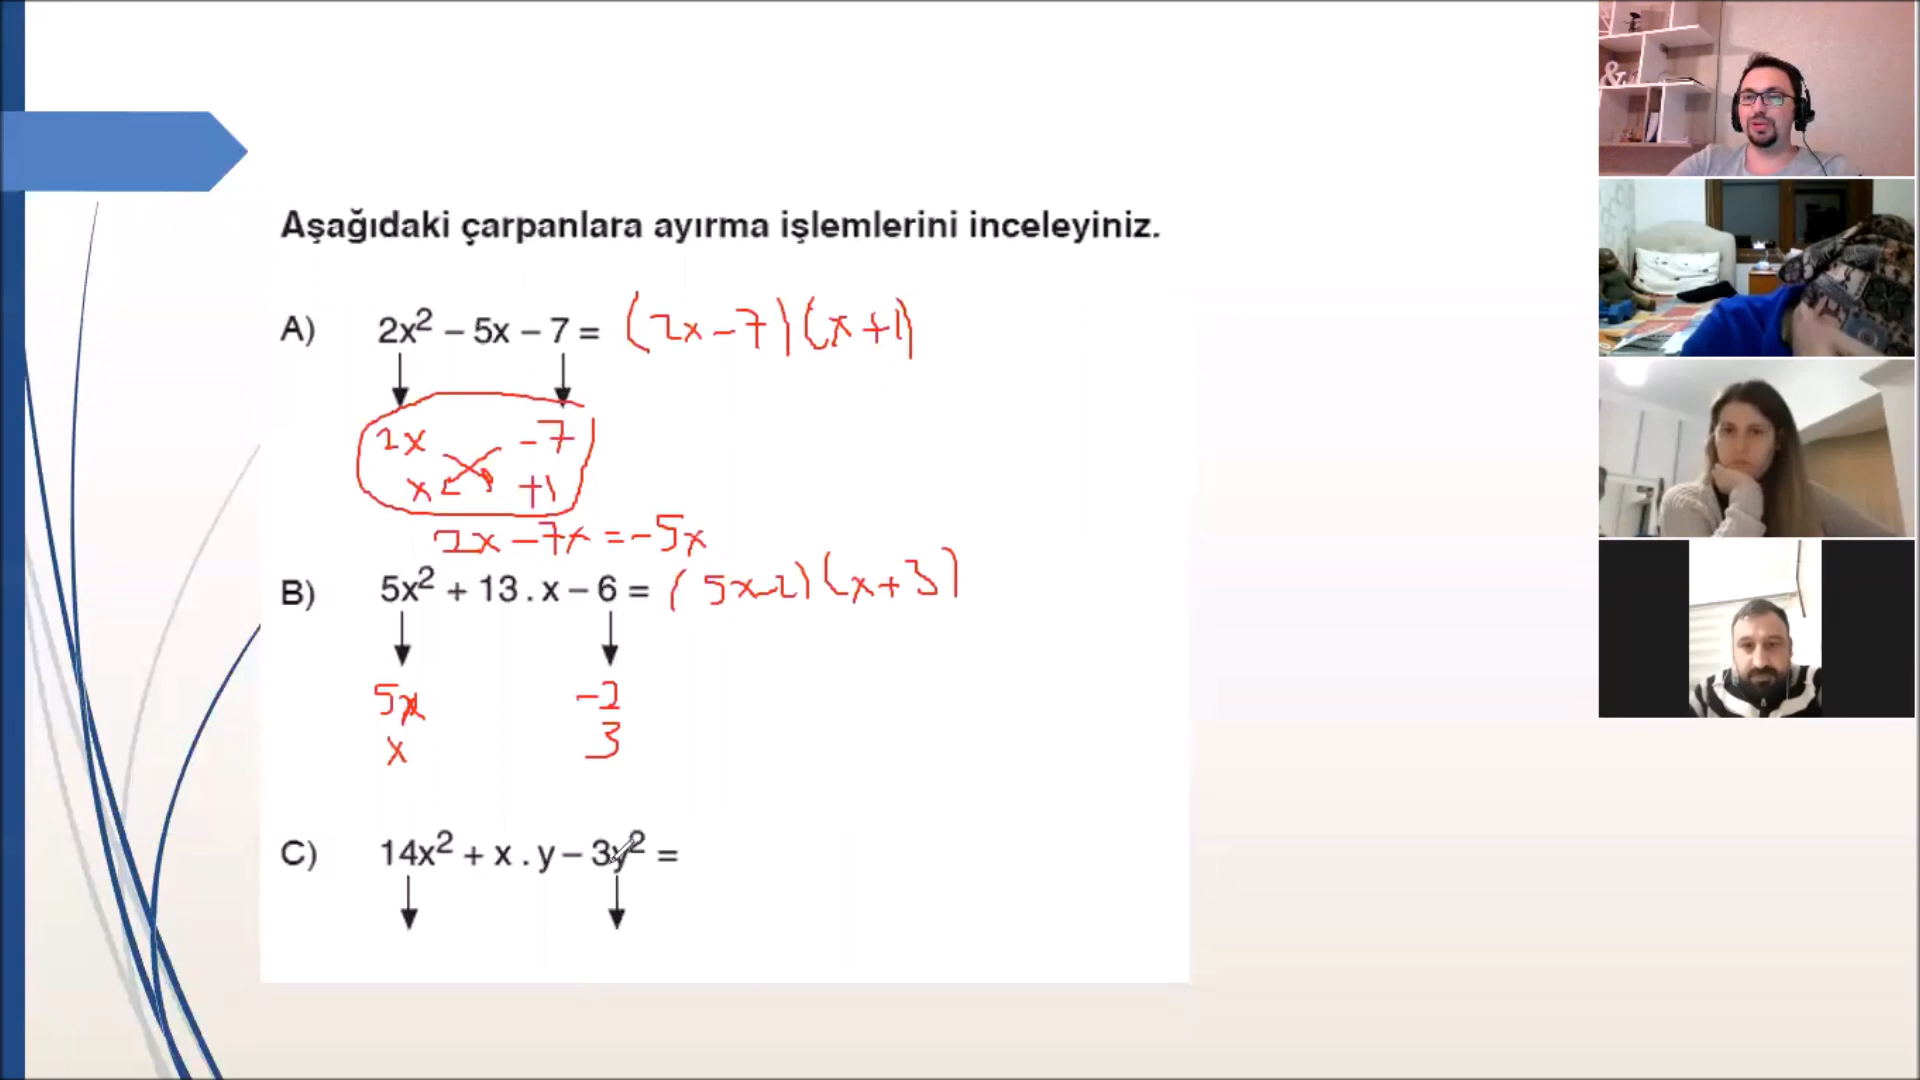 Aşağıdaki çarpanlara ayırma işlemlerini inceleyiniz.
A) 2x² – 5x – 7 = (2x – 7) (x + 1)
2x -7
x +1
2x – 7x = –5x
B) 5x² + 13 . x – 6 = (5x–2) (x+3)
5x -2
x 3
C) 14x² + x . y – 3y² =